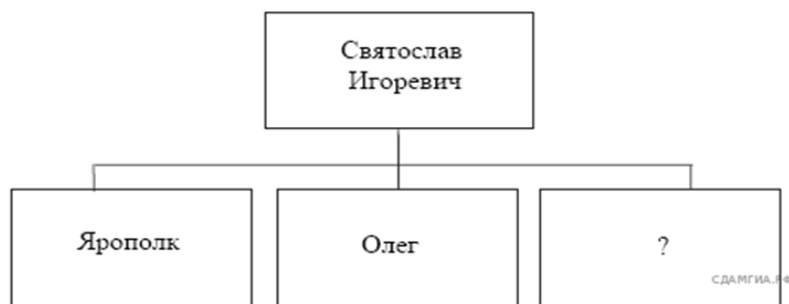 Святослав
Игоревич
Ярополк
Олег
?
СДАМГИА.РФ